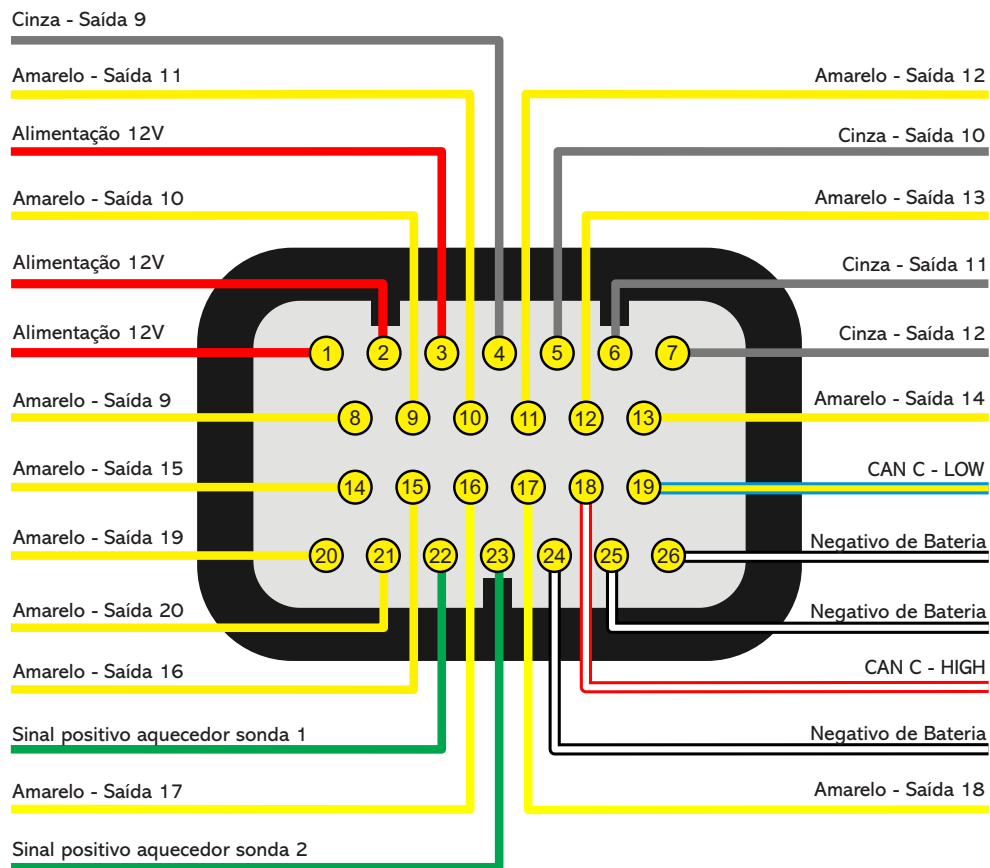 Cinza - Saída 9
Amarelo - Saída 11
Amarelo - Saída 12
Alimentação 12V
Cinza - Saída 10
Amarelo - Saída 10
Amarelo - Saída 13
Alimentação 12V
Cinza - Saída 11
Alimentação 12V
Cinza - Saída 12
1 2 3 4 5 6 7
Amarelo - Saída 9
Amarelo - Saída 14
8 9 10 11 12 13
Amarelo - Saída 15
CAN C - LOW
14 15 16 17 18 19
Amarelo - Saída 19
Negativo de Bateria
20 21 22 23 24 25 26
Amarelo - Saída 20
Negativo de Bateria
Amarelo - Saída 16
CAN C - HIGH
Sinal positivo aquecedor sonda 1
Negativo de Bateria
Amarelo - Saída 17
Amarelo - Saída 18
Sinal positivo aquecedor sonda 2